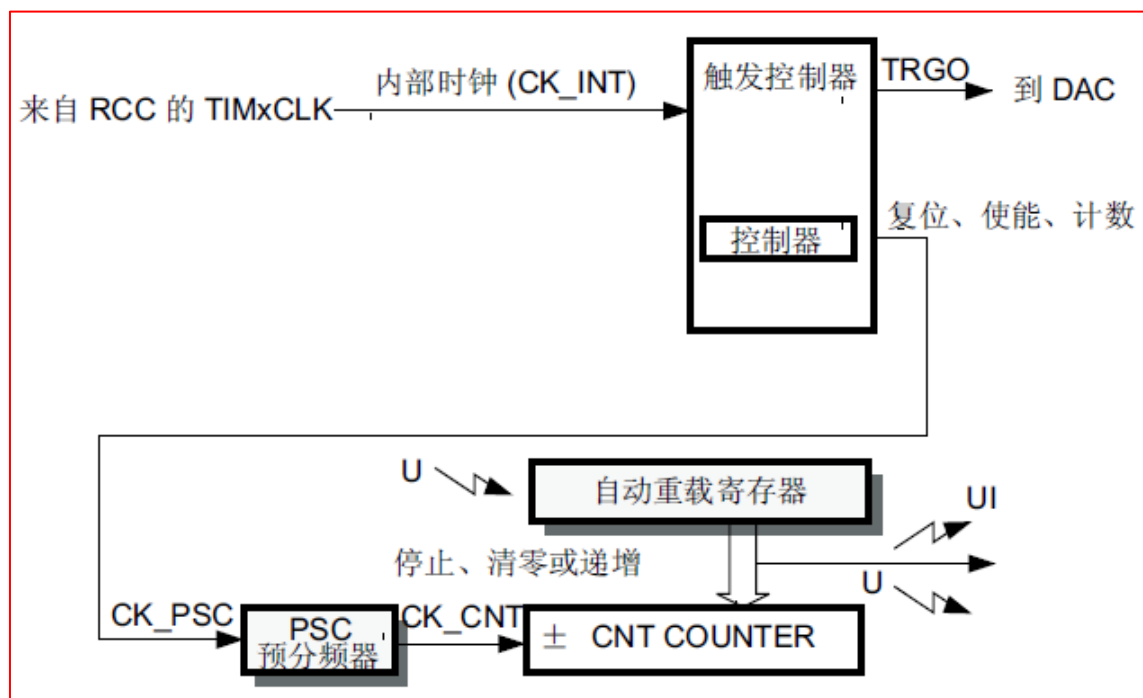 内部时钟 (CK_INT)
来自 RCC 的 TIMxCLK
触发控制器
TRGO
到 DAC
控制器
复位、使能、计数
U
自动重载寄存器
UI
停止、清零或递增
U
CK_PSC
PSC
预分频器
CK_CNT
± CNT COUNTER